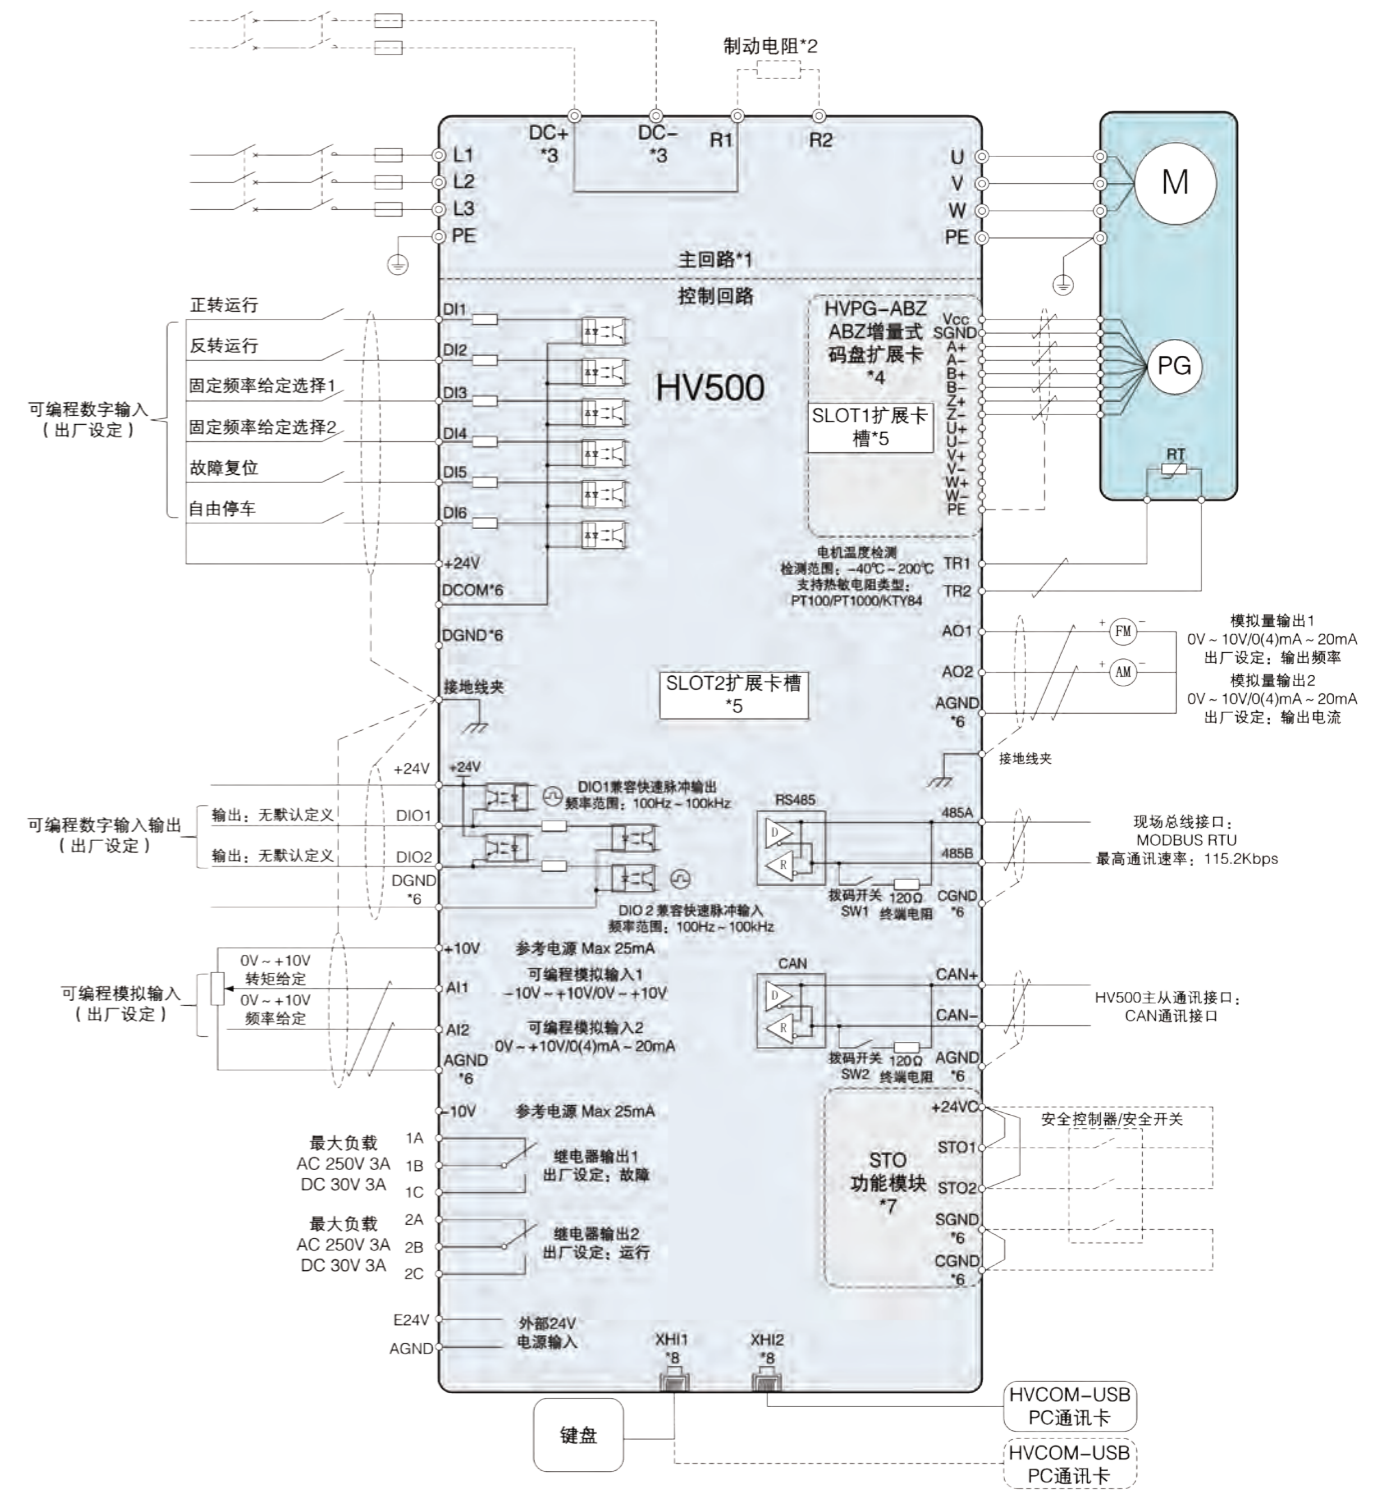 制动电阻*2
DC+
*3
DC-
*3
R1
R2
L1
L2
L3
PE
U
V
W
PE
M
主回路*1
控制回路
正转运行
反转运行
固定频率给定选择1
固定频率给定选择2
故障复位
自由停车
可编程数字输入
(出厂设定)
DI1
DI2
DI3
DI4
DI5
DI6
+24V
DCOM*6
DGND*6
接地线夹
HV500
HVPG-ABZ
ABZ增量式
码盘扩展卡
*4
SLOT1扩展卡
槽*5
Vcc
SGND
A+
A-
B+
B-
Z+
Z-
U+
U-
V+
V-
W+
W-
PE
PG
RT
电机温度检测
检测范围: -40℃~200℃
支持热敏电阻类型:
PT100/PT1000/KTY84
TR1
TR2
AO1
AO2
AGND
*6
+ FM -
+ AM -
模拟量输出1
0V~10V/0(4)mA~20mA
出厂设定: 输出频率
模拟量输出2
0V~10V/0(4)mA~20mA
出厂设定: 输出电流
接地线夹
SLOT2扩展卡槽
*5
+24V
+24V
可编程数字输入输出
(出厂设定)
输出: 无默认定义
输出: 无默认定义
DIO1
DIO2
DGND
*6
DIO1兼容快速脉冲输出
频率范围: 100Hz~100kHz
DIO2兼容快速脉冲输入
频率范围: 100Hz~100kHz
RS485
D
R
485A
485B
CGND
*6
拨码开关
SW1
120Ω
终端电阻
现场总线接口:
MODBUS RTU
最高通讯速率: 115.2Kbps
可编程模拟输入
(出厂设定)
0V~+10V
转矩给定
0V~+10V
频率给定
+10V
AI1
AI2
AGND
*6
-10V
参考电源 Max 25mA
可编程模拟输入1
-10V~+10V/0V~+10V
可编程模拟输入2
0V~+10V/0(4)mA~20mA
参考电源 Max 25mA
CAN
D
R
CAN+
CAN-
AGND
*6
拨码开关
SW2
120Ω
终端电阻
HV500主从通讯接口:
CAN通讯接口
最大负载
AC 250V 3A
DC 30V 3A
1A
1B
1C
继电器输出1
出厂设定: 故障
最大负载
AC 250V 3A
DC 30V 3A
2A
2B
2C
继电器输出2
出厂设定: 运行
STO
功能模块
*7
+24VC
STO1
STO2
SGND
*6
CGND
*6
安全控制器/安全开关
E24V
AGND
外部24V
电源输入
XHI1
*8
XHI2
*8
键盘
HVCOM-USB
PC通讯卡
HVCOM-USB
PC通讯卡